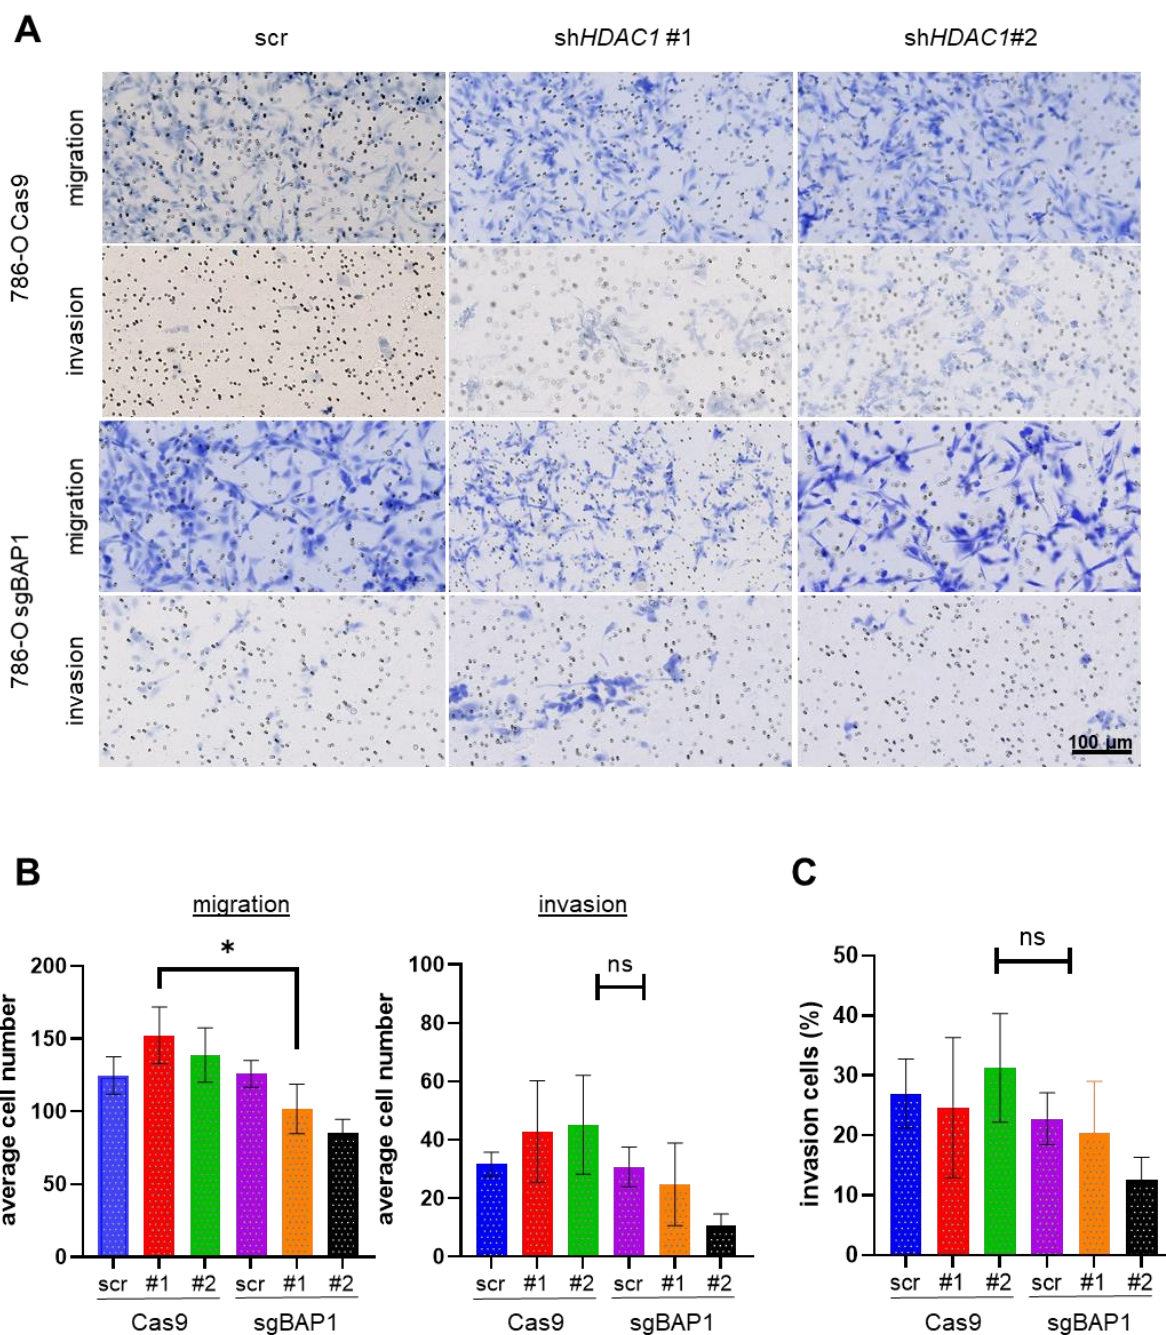 A
scr
shHDAC1 #1
shHDAC1#2
786-O Cas9
migration
invasion
786-O sgBAP1
migration
invasion
100 µm
B
migration
*
average cell number
200
150
100
50
0
scr #1 #2 scr #1 #2
Cas9 sgBAP1
invasion
ns
average cell number
100
80
60
40
20
0
scr #1 #2 scr #1 #2
Cas9 sgBAP1
C
ns
invasion cells (%)
50
40
30
20
10
0
scr #1 #2 scr #1 #2
Cas9 sgBAP1